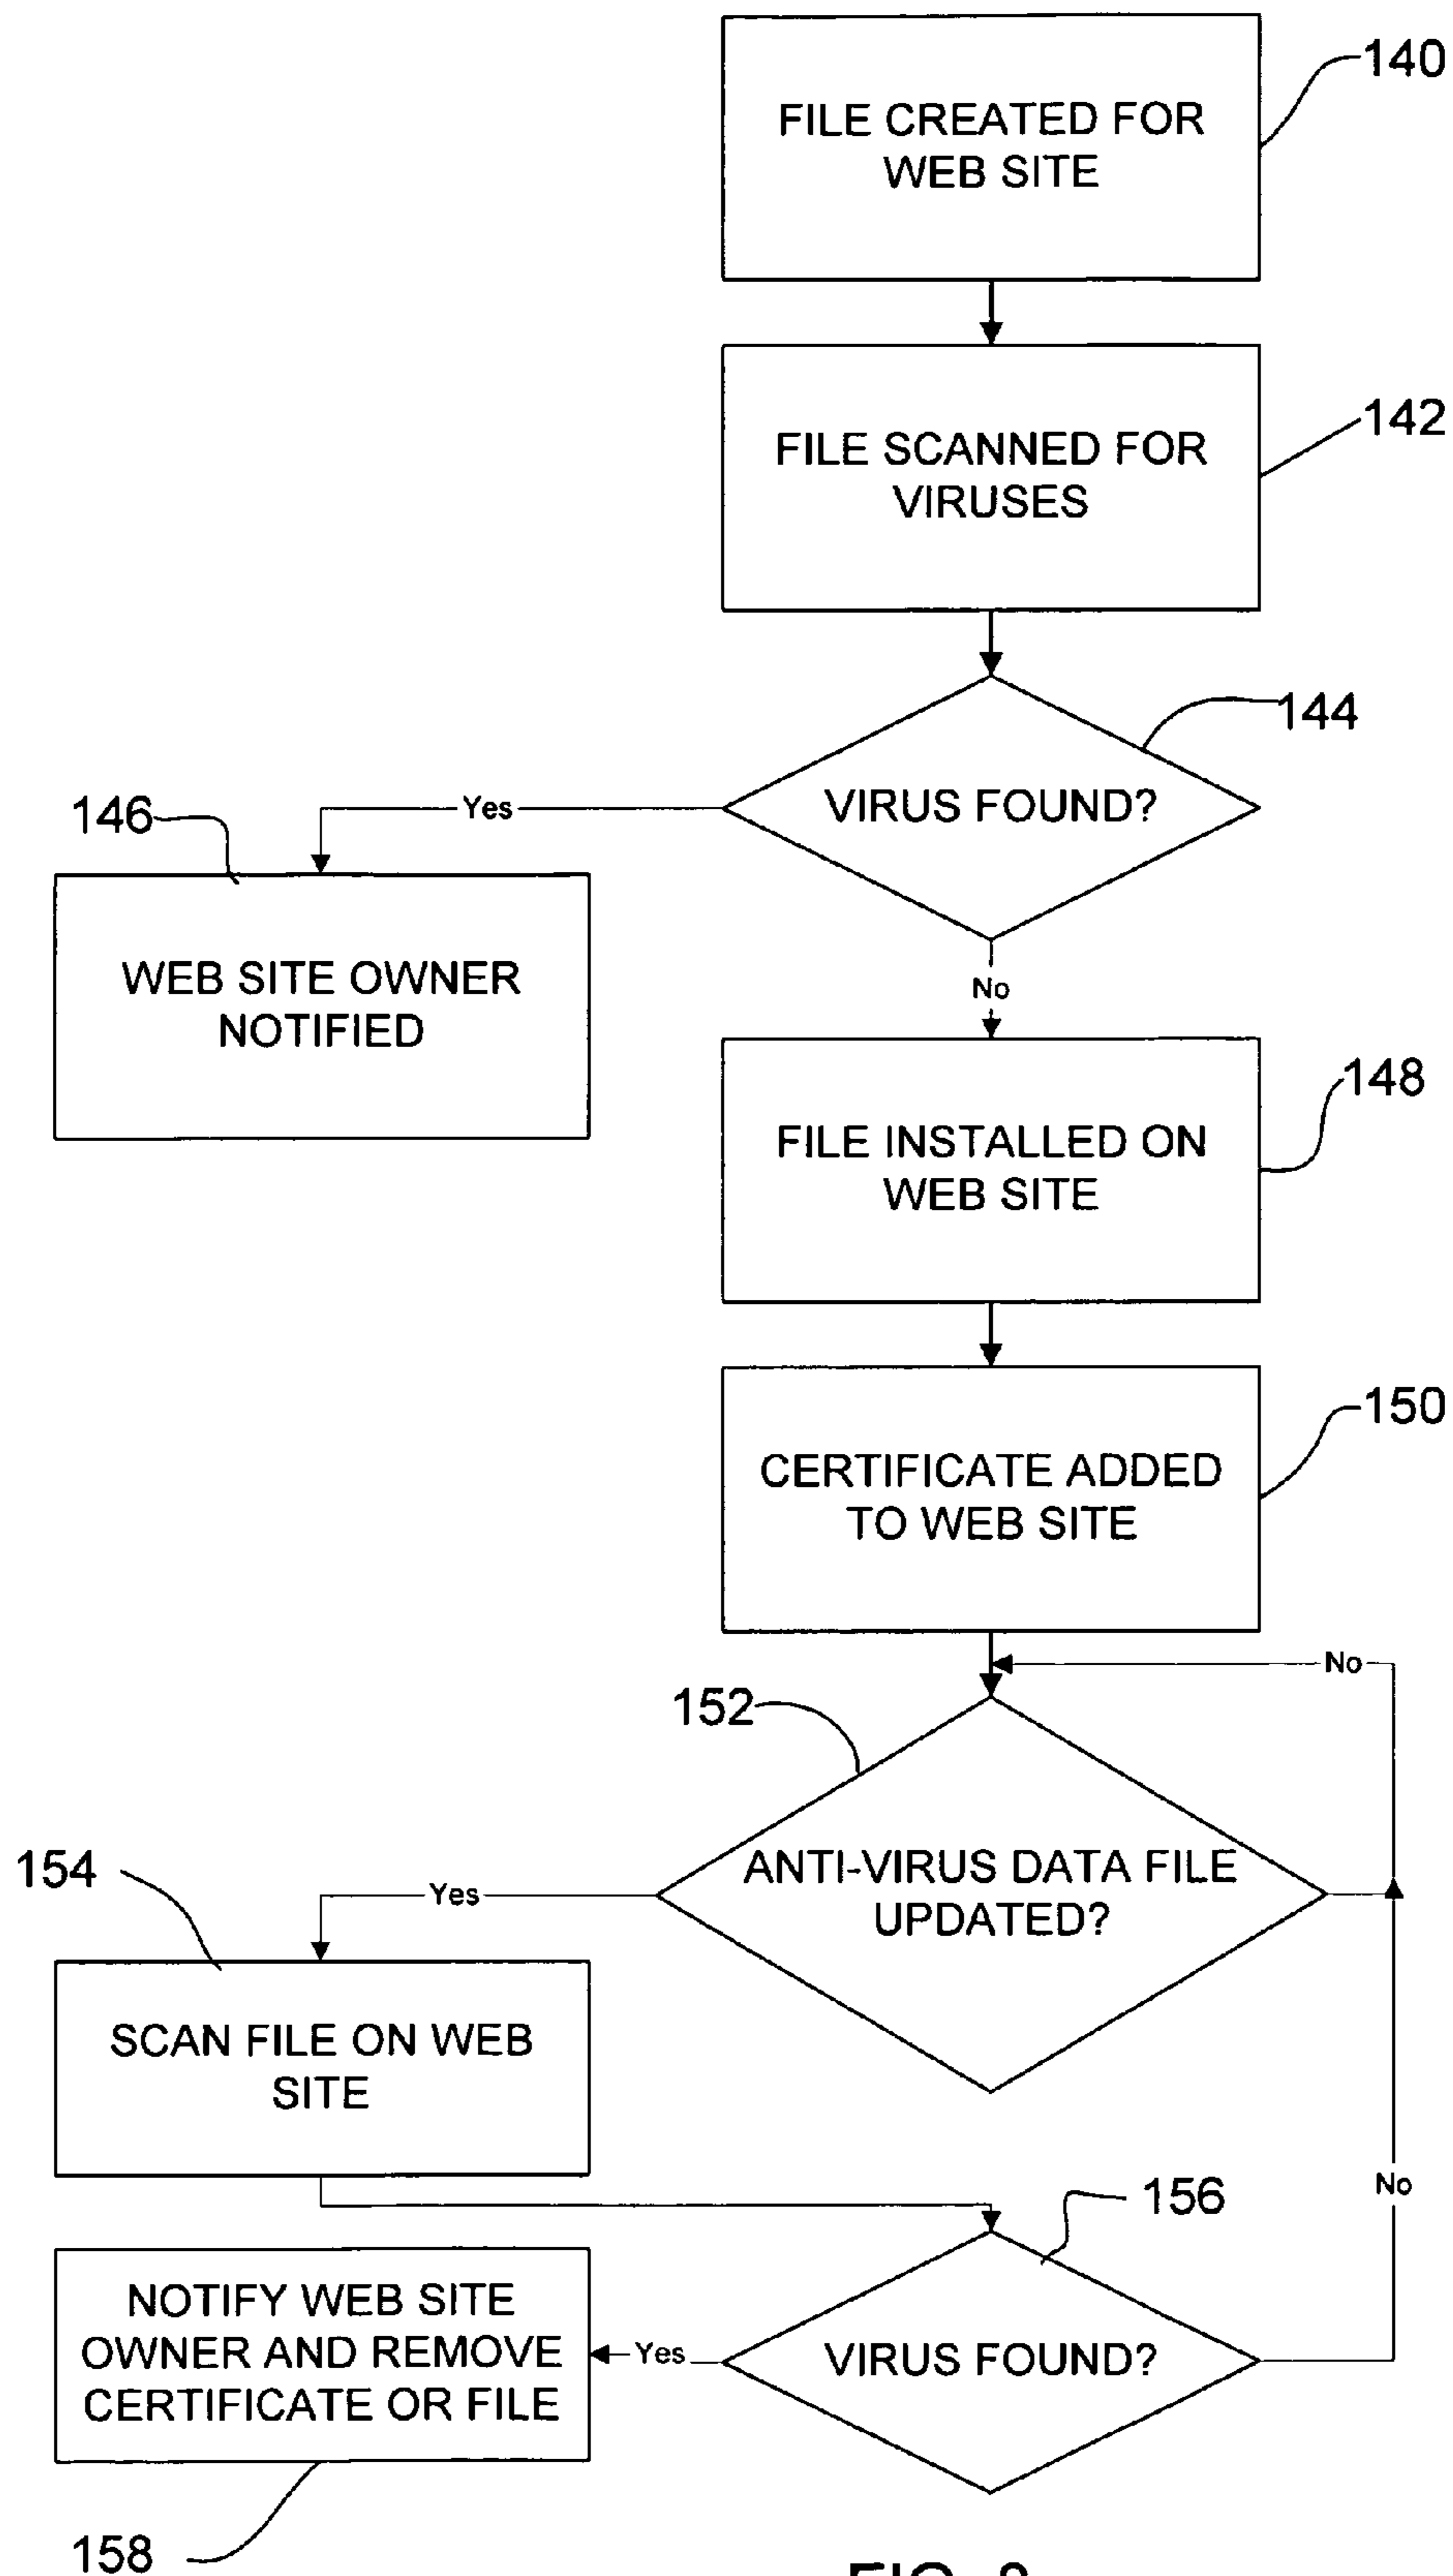 140
FILE CREATED FOR
WEB SITE
142
FILE SCANNED FOR
VIRUSES
144
VIRUS FOUND?
Yes
146
WEB SITE OWNER
NOTIFIED
No
148
FILE INSTALLED ON
WEB SITE
150
CERTIFICATE ADDED
TO WEB SITE
No
152
ANTI-VIRUS DATA FILE
UPDATED?
Yes
154
SCAN FILE ON WEB
SITE
No
156
VIRUS FOUND?
Yes
NOTIFY WEB SITE
OWNER AND REMOVE
CERTIFICATE OR FILE
158
FIG.